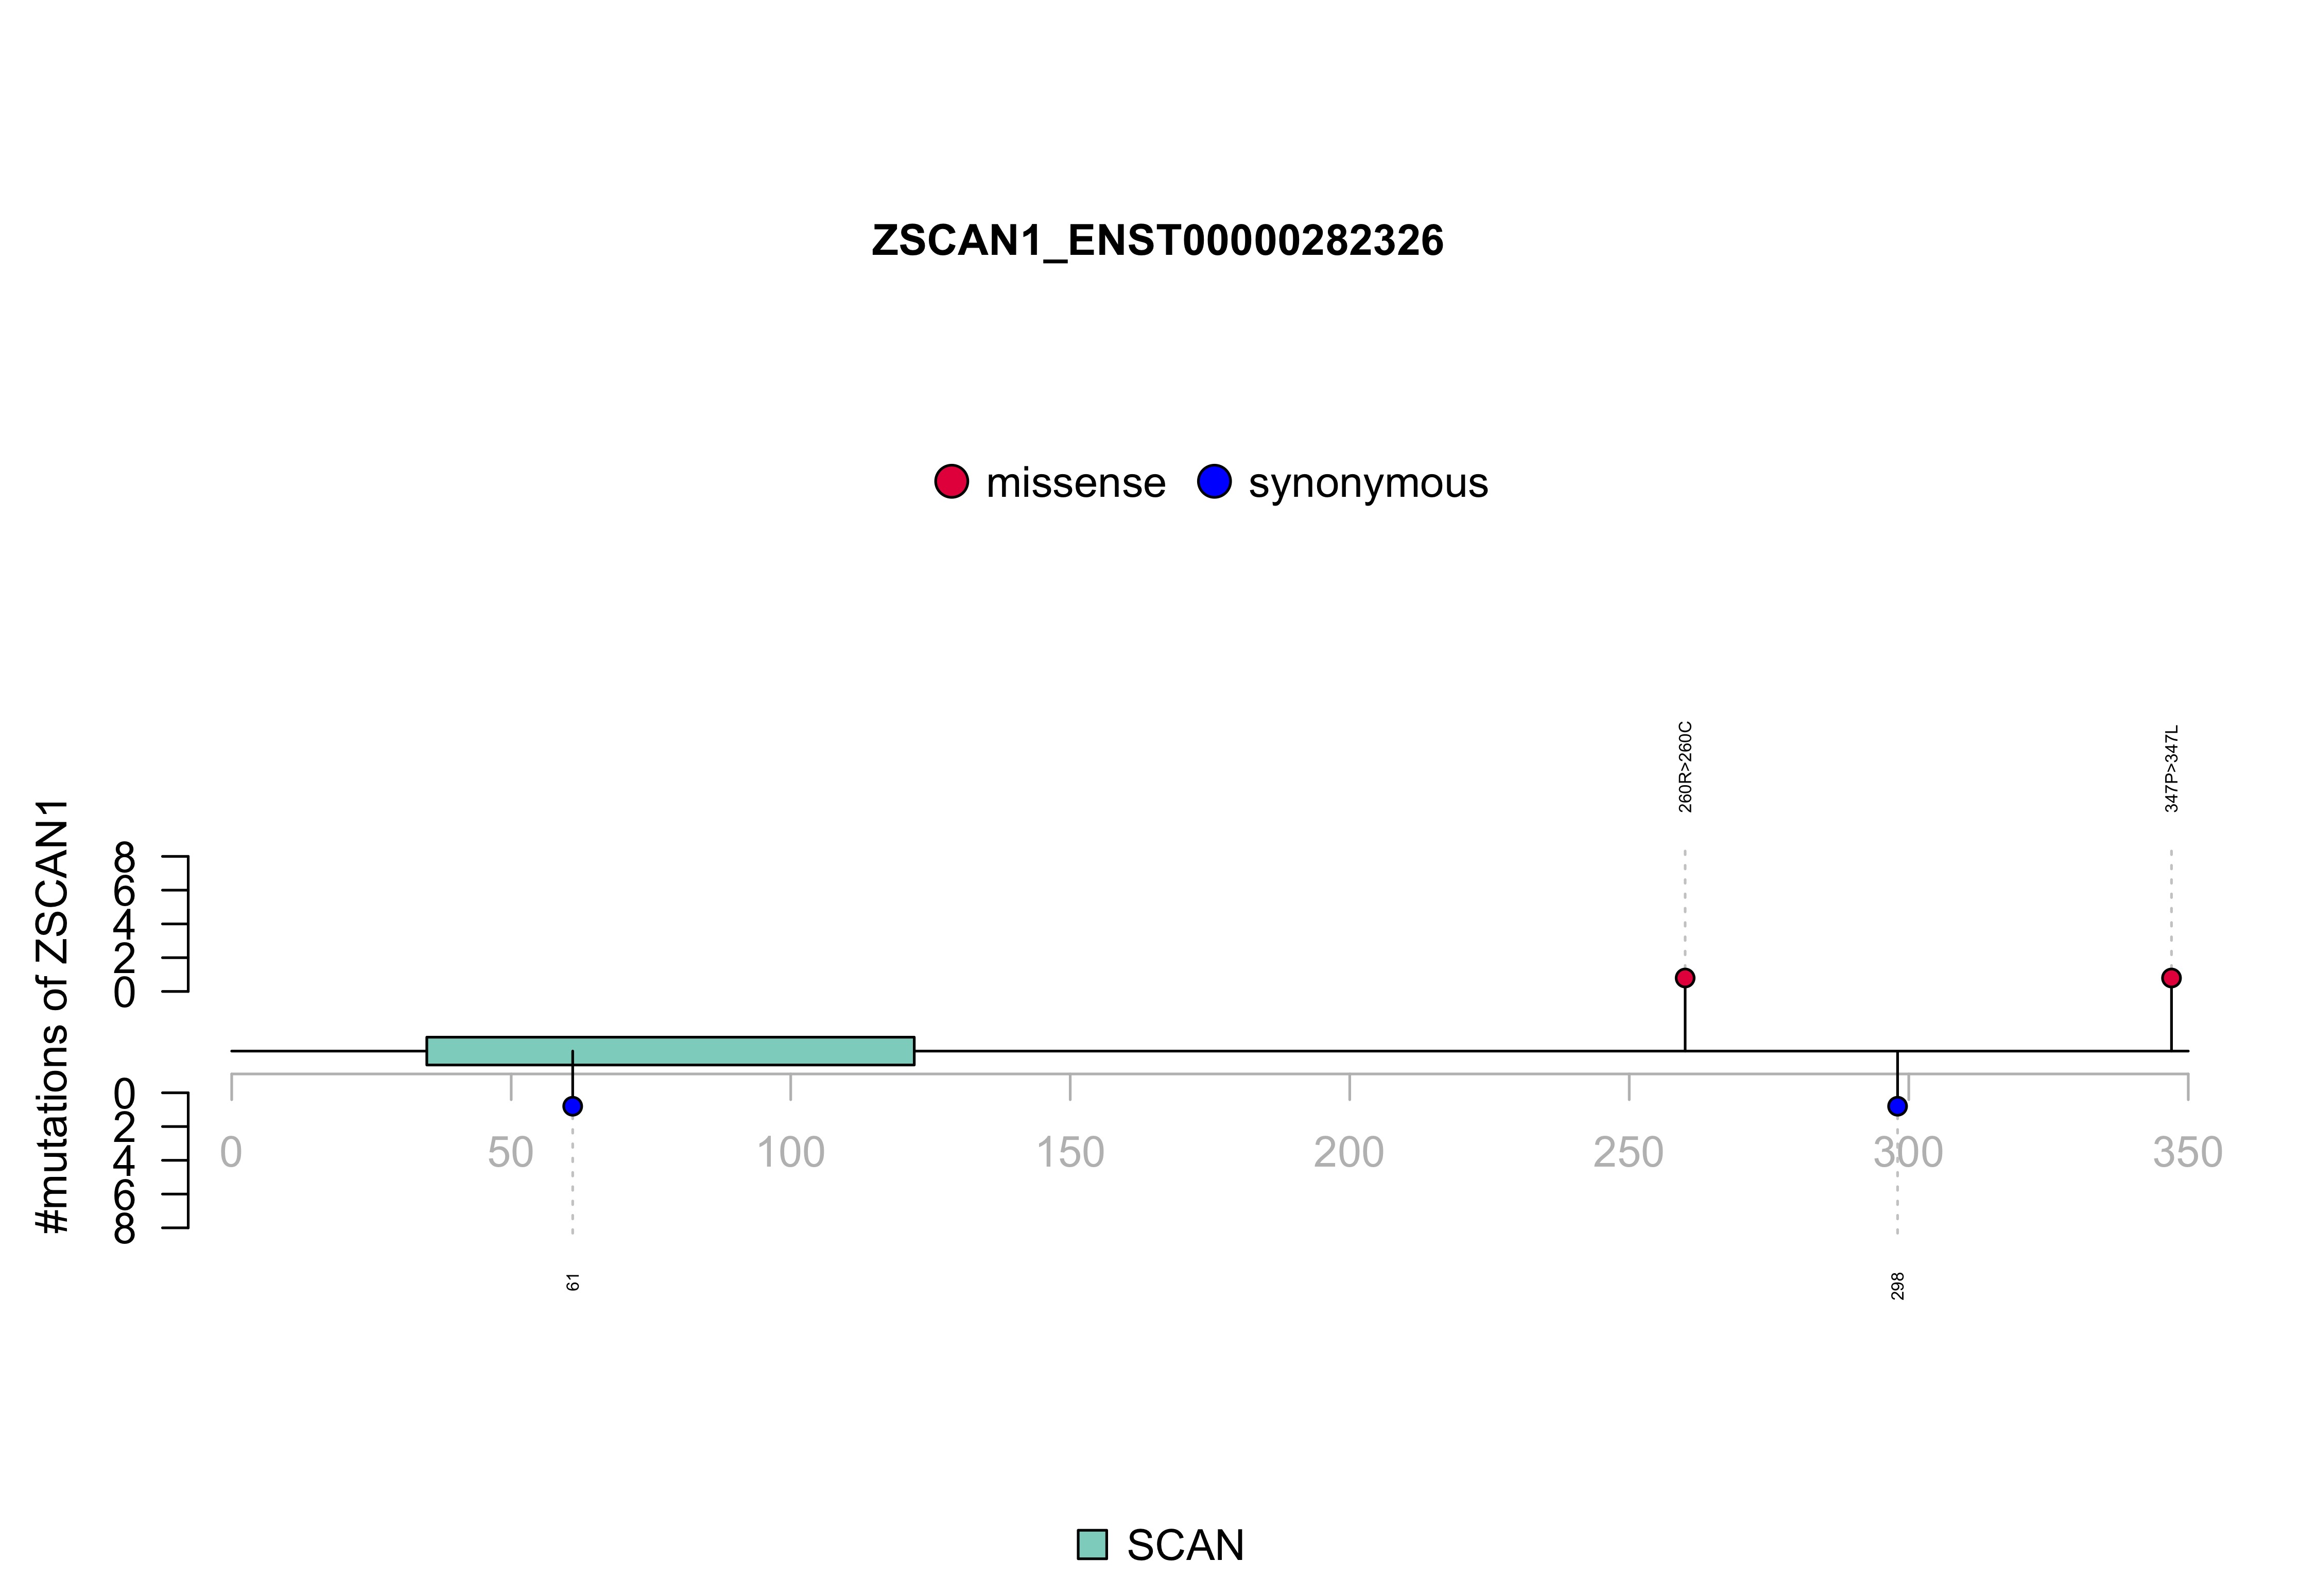 ZSCAN1_ENST00000282326
missense synonymous
260R>260C
347P>347L
#mutations of ZSCAN1
8
6
4
2
0
0
2
4
6
8
0 50 100 150 200 250 300 350
61
298
SCAN